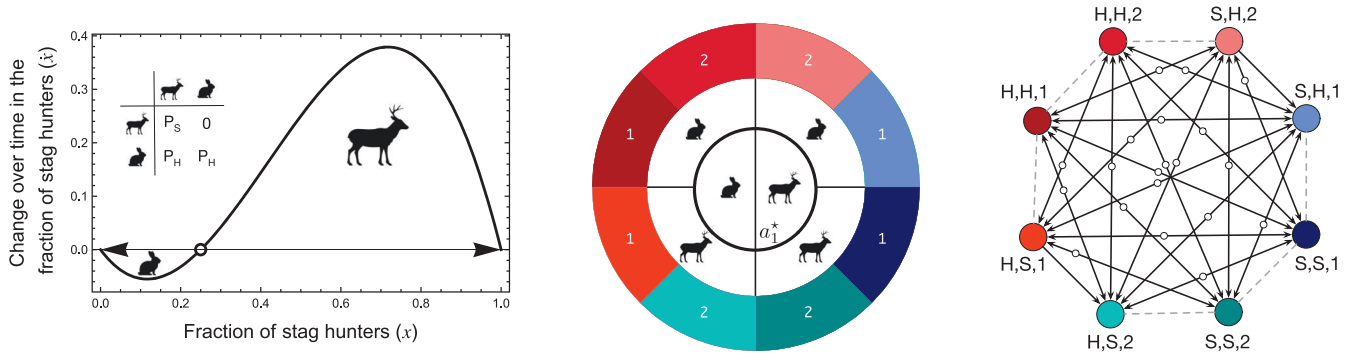 Change over time in the
fraction of stag hunters (ẋ)
0.4
0.3
0.2
0.1
0.0
P_S 0
P_H P_H
0.0 0.2 0.4 0.6 0.8 1.0
Fraction of stag hunters (x)
2 2
1 1
a₁⋆
1 1
2 2
H,H,2 S,H,2
H,H,1 S,H,1
H,S,1 S,S,1
H,S,2 S,S,2